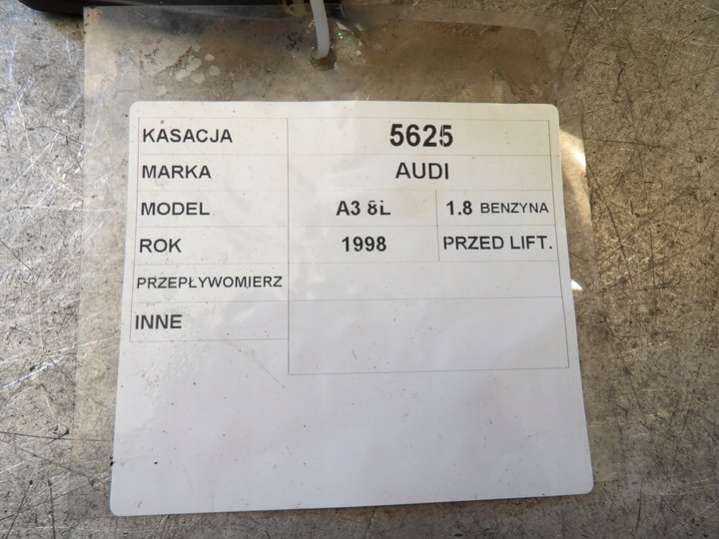 KASACJA 5625
MARKA AUDI
MODEL A3 8L 1.8 BENZYNA
ROK 1998 PRZED LIFT.
PRZEPŁYWOMIERZ
INNE